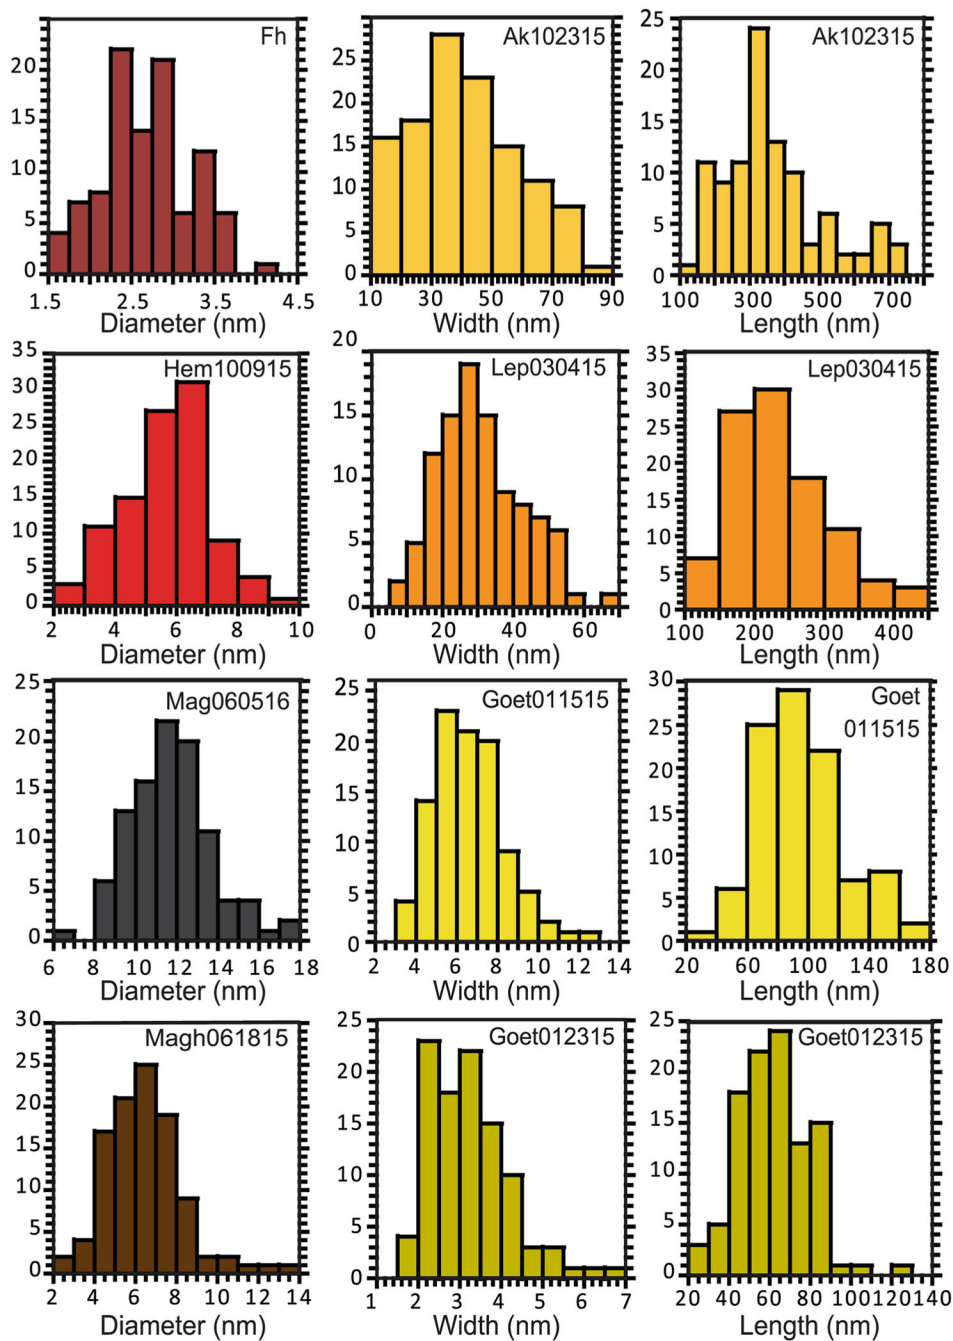 Fh
20
15
10
5
0
1.5 2.5 3.5 4.5
Diameter (nm)
Ak102315
25
20
15
10
5
0
10 30 50 70 90
Width (nm)
Ak102315
25
20
15
10
5
0
100 300 500 700
Length (nm)
Hem100915
35
30
25
20
15
10
5
0
2 4 6 8 10
Diameter (nm)
Lep030415
20
15
10
5
0
0 20 40 60
Width (nm)
Lep030415
35
30
25
20
15
10
5
0
100 200 300 400
Length (nm)
Mag060516
25
20
15
10
5
0
6 8 10 12 14 16 18
Diameter (nm)
Goet011515
25
20
15
10
5
0
2 4 6 8 10 12 14
Width (nm)
Goet
011515
30
25
20
15
10
5
0
20 60 100 140 180
Length (nm)
Magh061815
30
25
20
15
10
5
0
2 4 6 8 10 12 14
Diameter (nm)
Goet012315
25
20
15
10
5
0
1 2 3 4 5 6 7
Width (nm)
Goet012315
25
20
15
10
5
0
20 40 60 80 100120140
Length (nm)